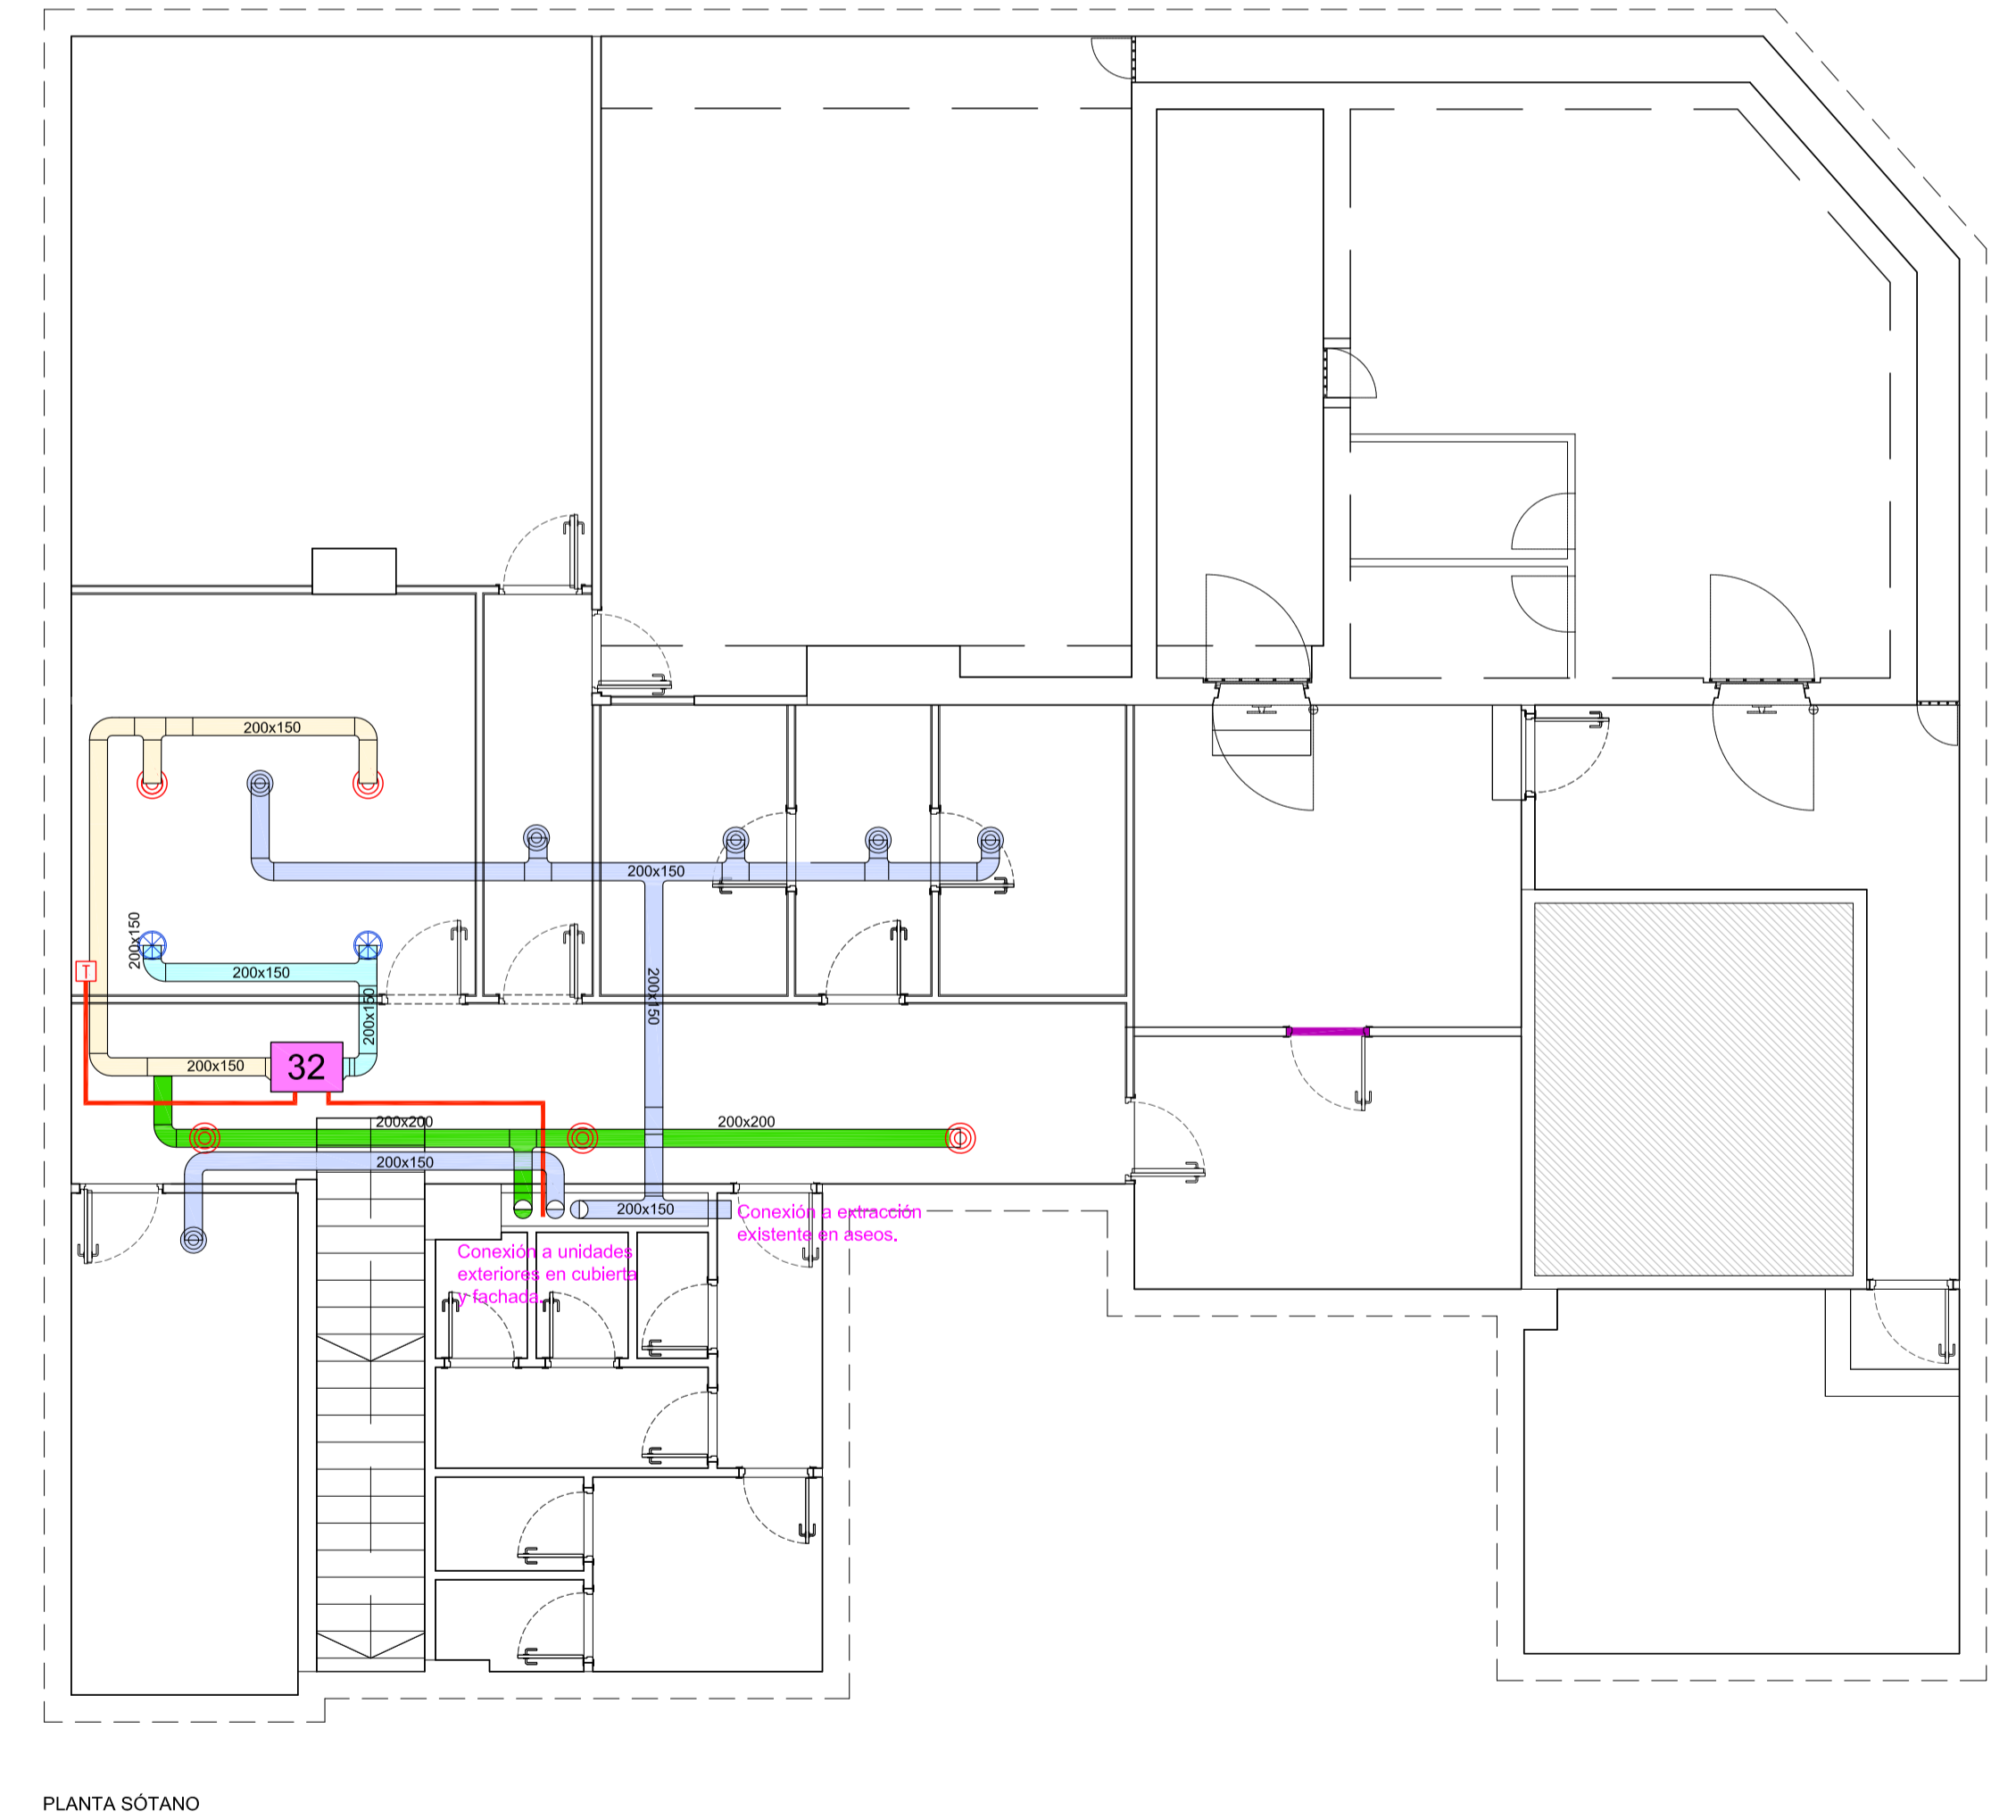 200x150
200x150
200x150
200x150
T
200x150
200x150
200x150
32
200x200
200x200
200x150
200x150
Conexión a extracción
existente en aseos.
Conexión a unidades
exteriores en cubierta
y fachada.
PLANTA SÓTANO